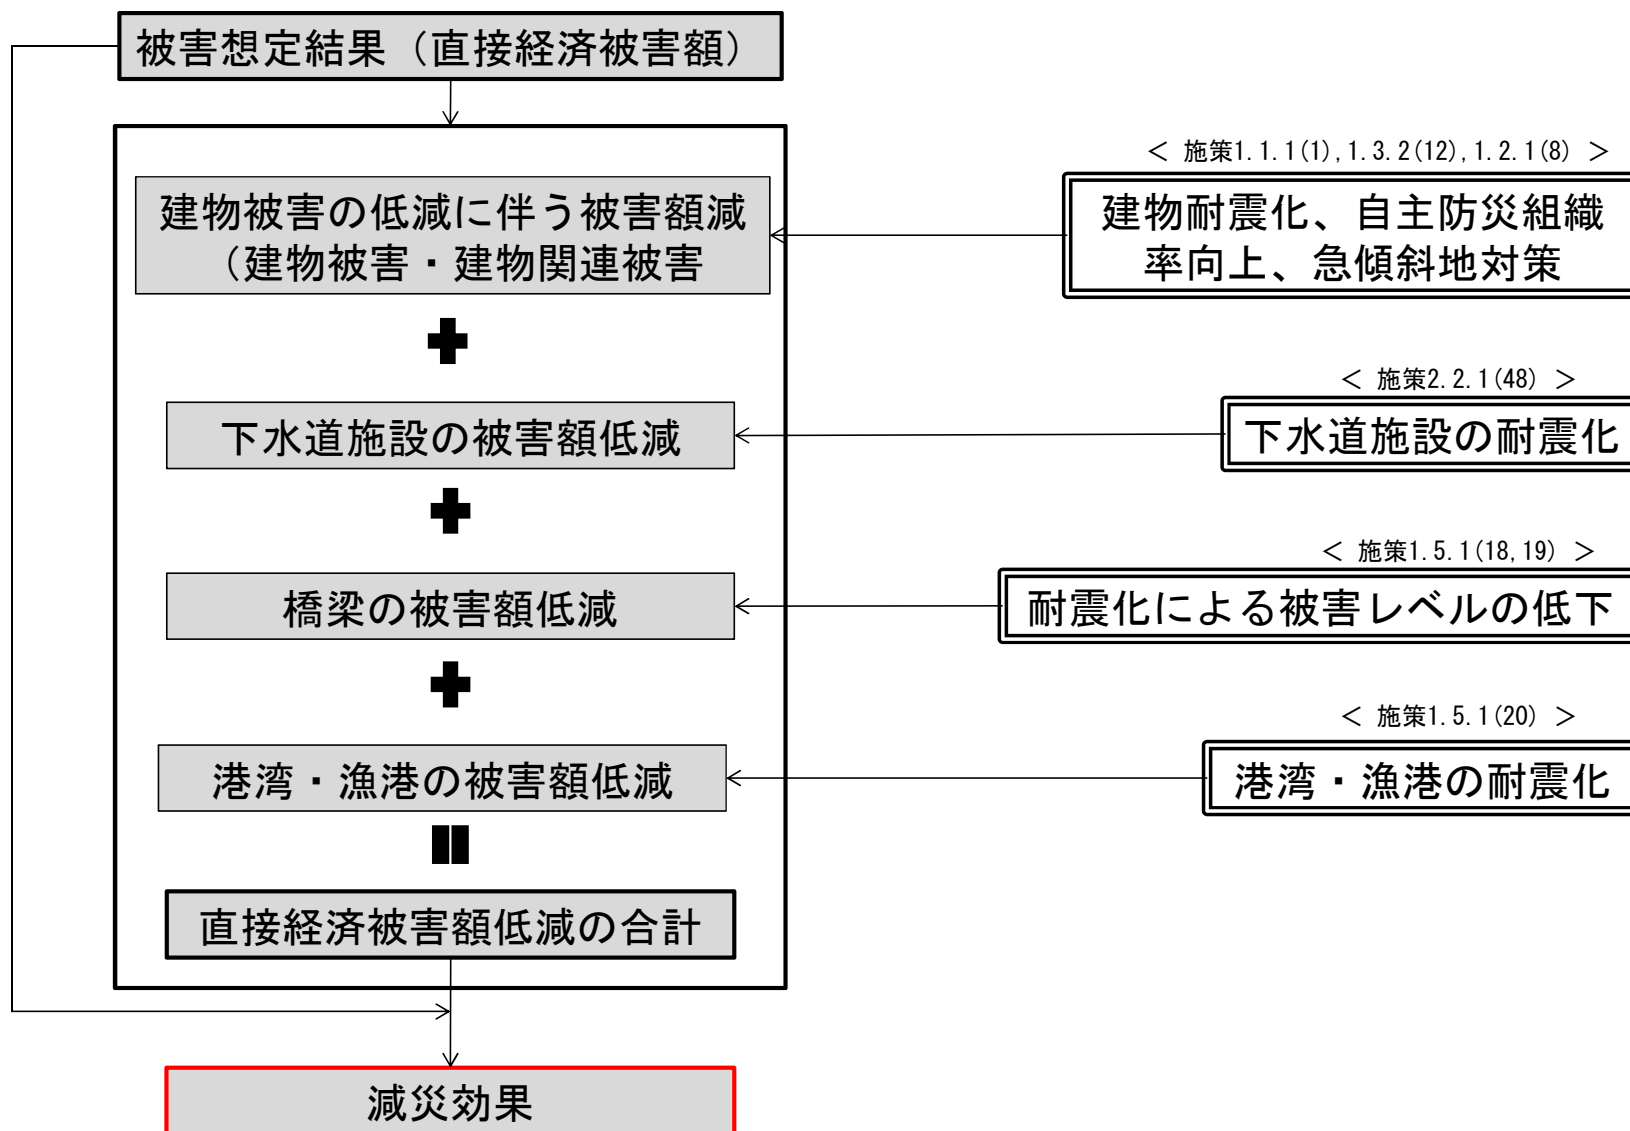 被害想定結果（直接経済被害額）
＜ 施策1.1.1(1),1.3.2(12),1.2.1(8) ＞
建物被害の低減に伴う被害額減
（建物被害・建物関連被害
建物耐震化、自主防災組織
率向上、急傾斜地対策
＜ 施策2.2.1(48) ＞
下水道施設の被害額低減
下水道施設の耐震化
＜ 施策1.5.1(18,19) ＞
橋梁の被害額低減
耐震化による被害レベルの低下
＜ 施策1.5.1(20) ＞
港湾・漁港の被害額低減
港湾・漁港の耐震化
直接経済被害額低減の合計
減災効果